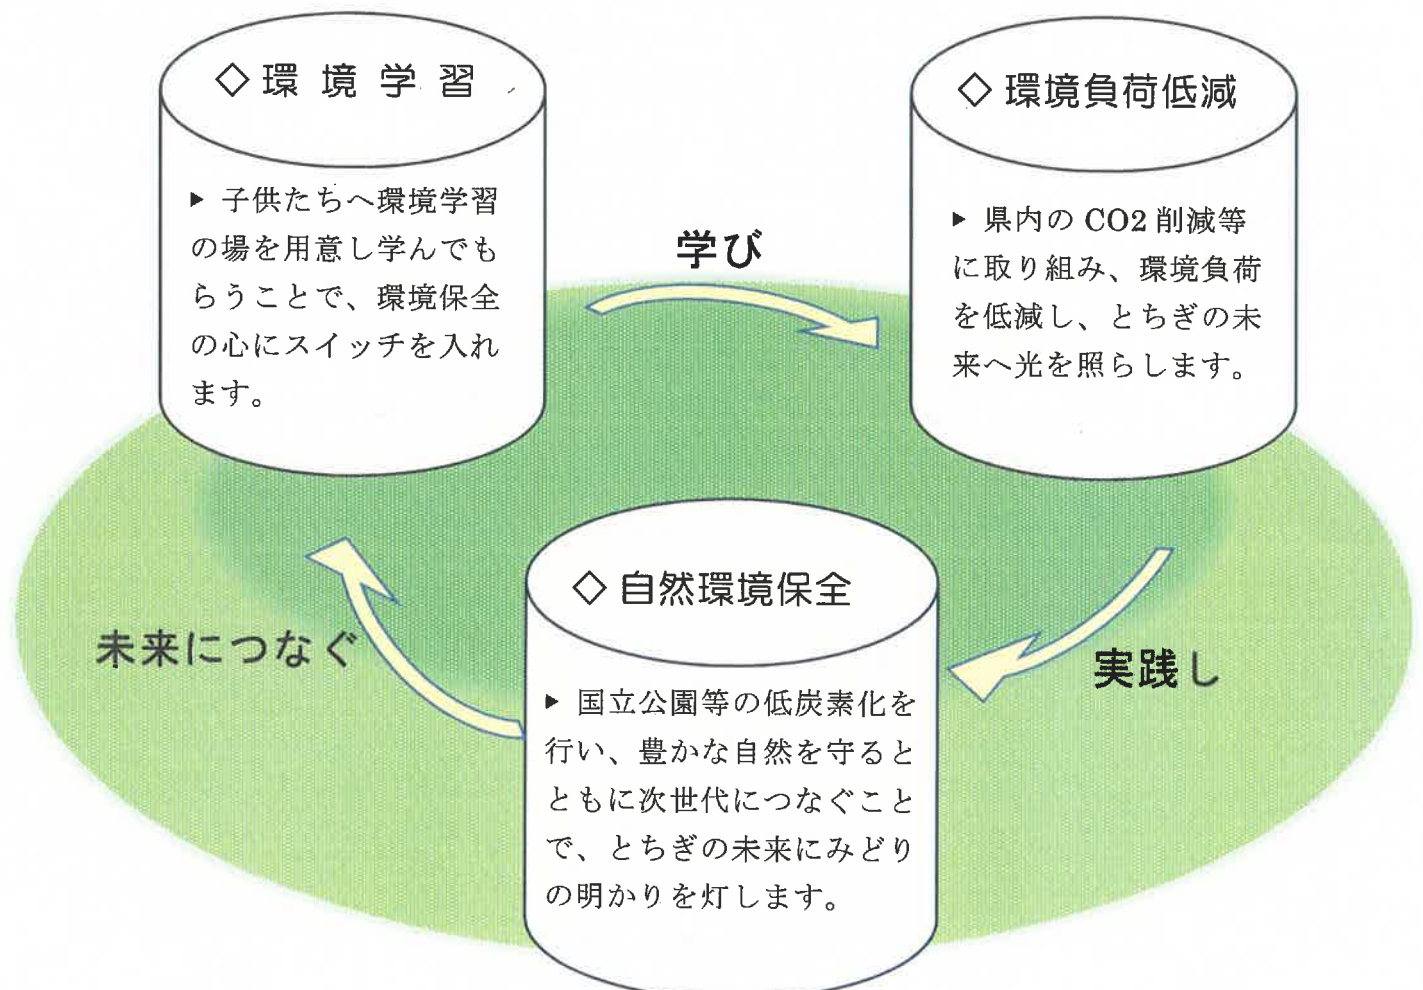 ◇ 環境学習
▶ 子供たちへ環境学習
の場を用意し学んでも
らうことで、環境保全
の心にスイッチを入れ
ます。
学び
◇ 環境負荷低減
▶ 県内の CO2 削減等
に取り組み、環境負荷
を低減し、とちぎの未
来へ光を照らします。
実践し
◇ 自然環境保全
▶ 国立公園等の低炭素化を
行い、豊かな自然を守ると
ともに次世代につなぐこと
で、とちぎの未来にみどり
の明かりを灯します。
未来につなぐ